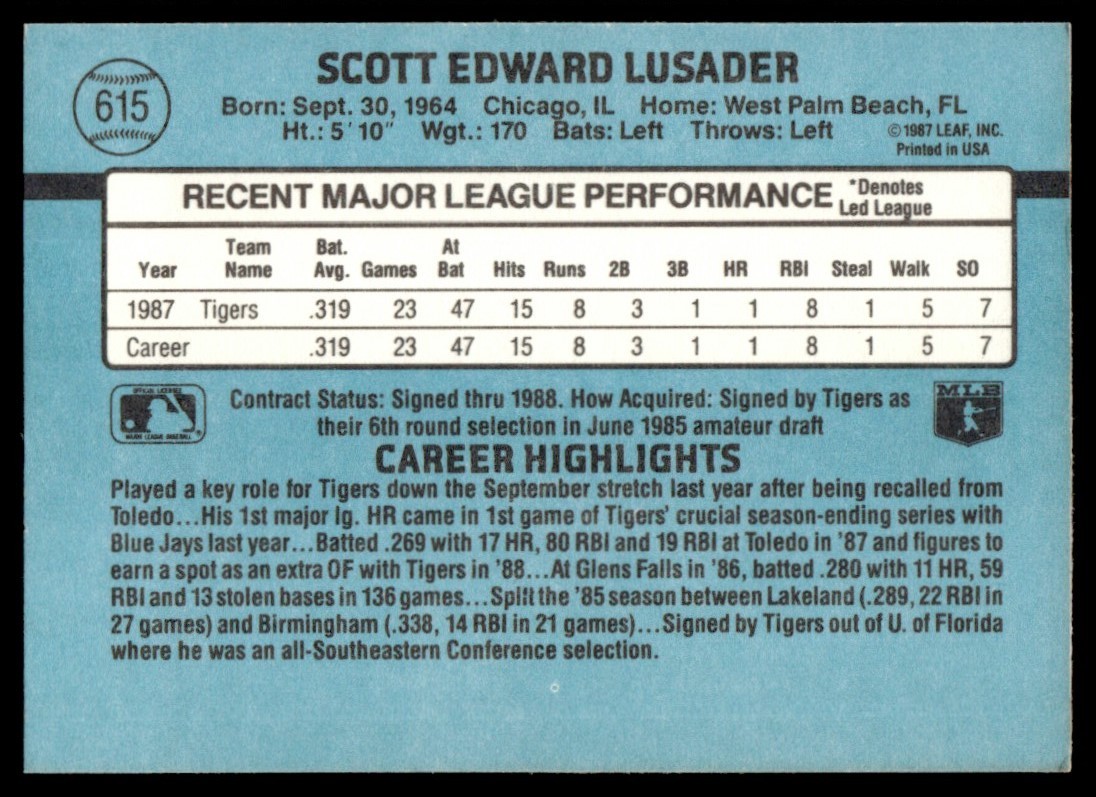 SCOTT EDWARD LUSADER
615
Born: Sept. 30, 1964 Chicago, IL Home: West Palm Beach, FL
Ht.: 5' 10" Wgt.: 170 Bats: Left Throws: Left
©1987 LEAF, INC.
Printed in USA
RECENT MAJOR LEAGUE PERFORMANCE
*Denotes
Led League
Year Team Name Bat. Avg. Games At Bat Hits Runs 2B 3B HR RBI Steal Walk SO
1987 Tigers .319 23 47 15 8 3 1 1 8 1 5 7
Career .319 23 47 15 8 3 1 1 8 1 5 7
OFFICIAL LICENSEE
MAJOR LEAGUE BASEBALL
®
Contract Status: Signed thru 1988. How Acquired: Signed by Tigers as
their 6th round selection in June 1985 amateur draft
MLB
CAREER HIGHLIGHTS
Played a key role for Tigers down the September stretch last year after being recalled from
Toledo...His 1st major lg. HR came in 1st game of Tigers' crucial season-ending series with
Blue Jays last year...Batted .269 with 17 HR, 80 RBI and 19 RBI at Toledo in '87 and figures to
earn a spot as an extra OF with Tigers in '88...At Glens Falls in '86, batted .280 with 11 HR, 59
RBI and 13 stolen bases in 136 games...Split the '85 season between Lakeland (.289, 22 RBI in
27 games) and Birmingham (.338, 14 RBI in 21 games)...Signed by Tigers out of U. of Florida
where he was an all-Southeastern Conference selection.